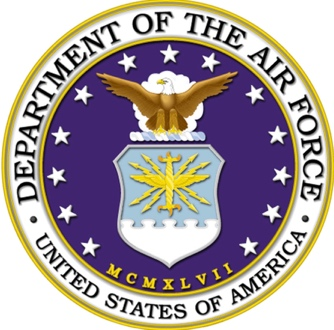 DEPARTMENT OF THE AIR FORCE
MCMXLVII
· UNITED STATES OF AMERICA ·